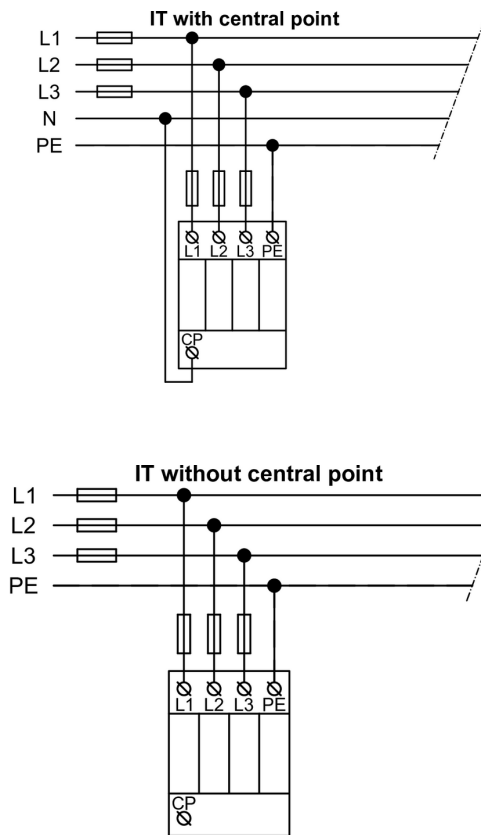 IT with central point
L1
L2
L3
N
PE
L1 L2 L3 PE
CP
IT without central point
L1
L2
L3
PE
L1 L2 L3 PE
CP